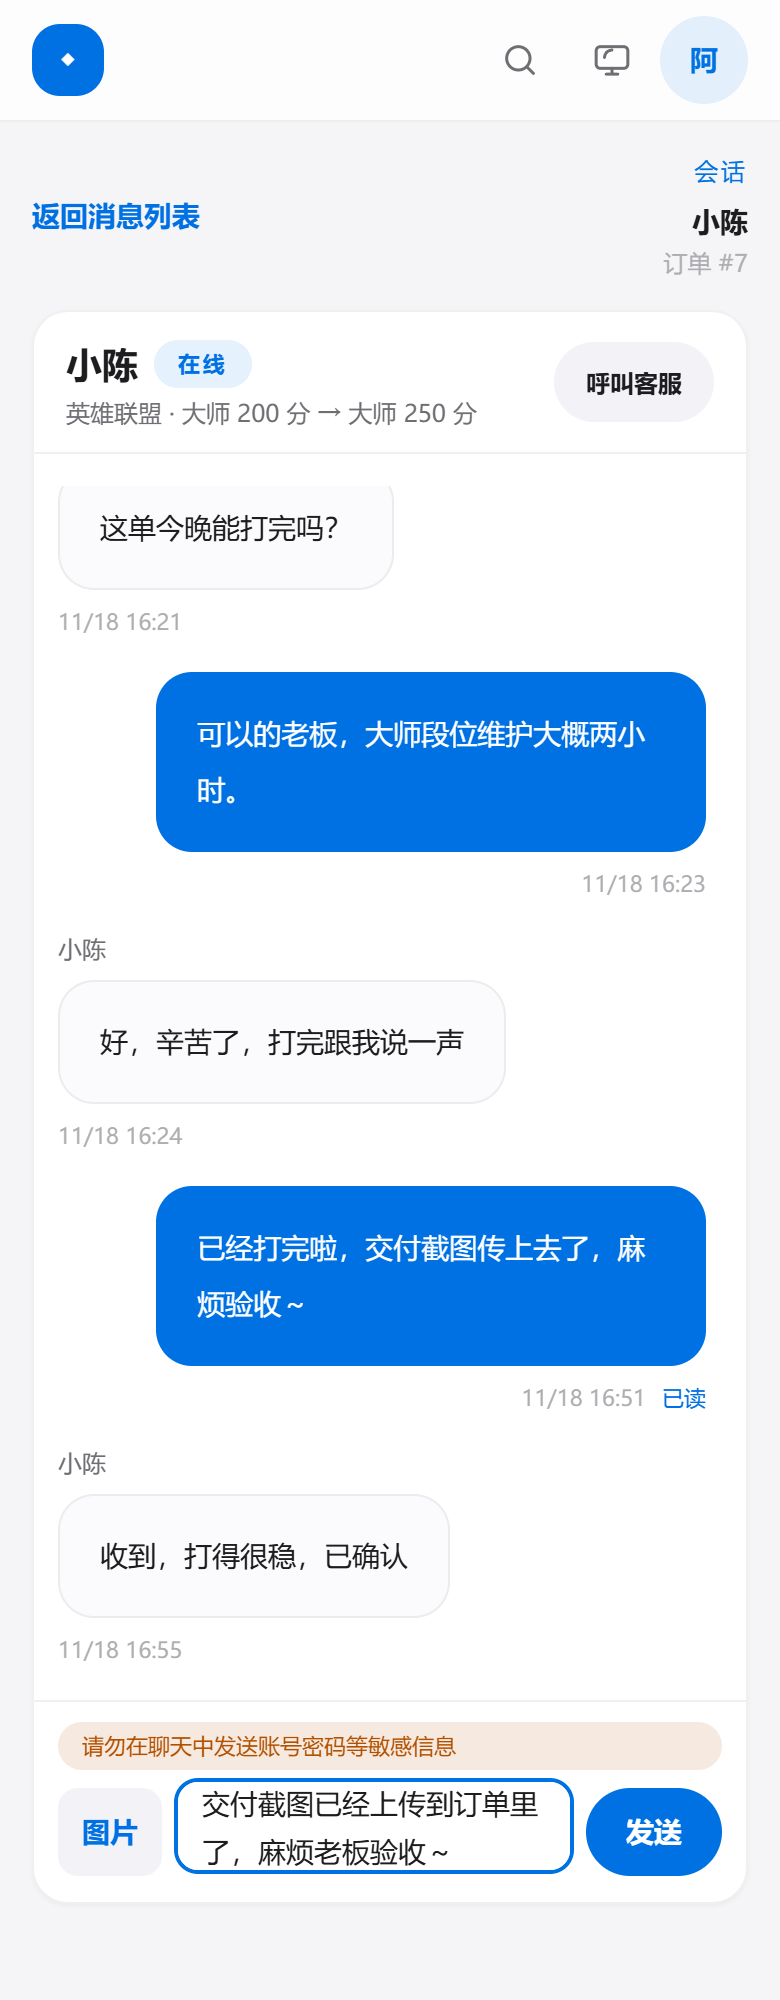 阿
会话
返回消息列表
小陈
订单 #7
小陈 在线
呼叫客服
英雄联盟 · 大师 200 分 → 大师 250 分
这单今晚能打完吗？
11/18 16:21
可以的老板，大师段位维护大概两小
时。
11/18 16:23
小陈
好，辛苦了，打完跟我说一声
11/18 16:24
已经打完啦，交付截图传上去了，麻
烦验收～
11/18 16:51 已读
小陈
收到，打得很稳，已确认
11/18 16:55
请勿在聊天中发送账号密码等敏感信息
图片
交付截图已经上传到订单里
了，麻烦老板验收～
发送